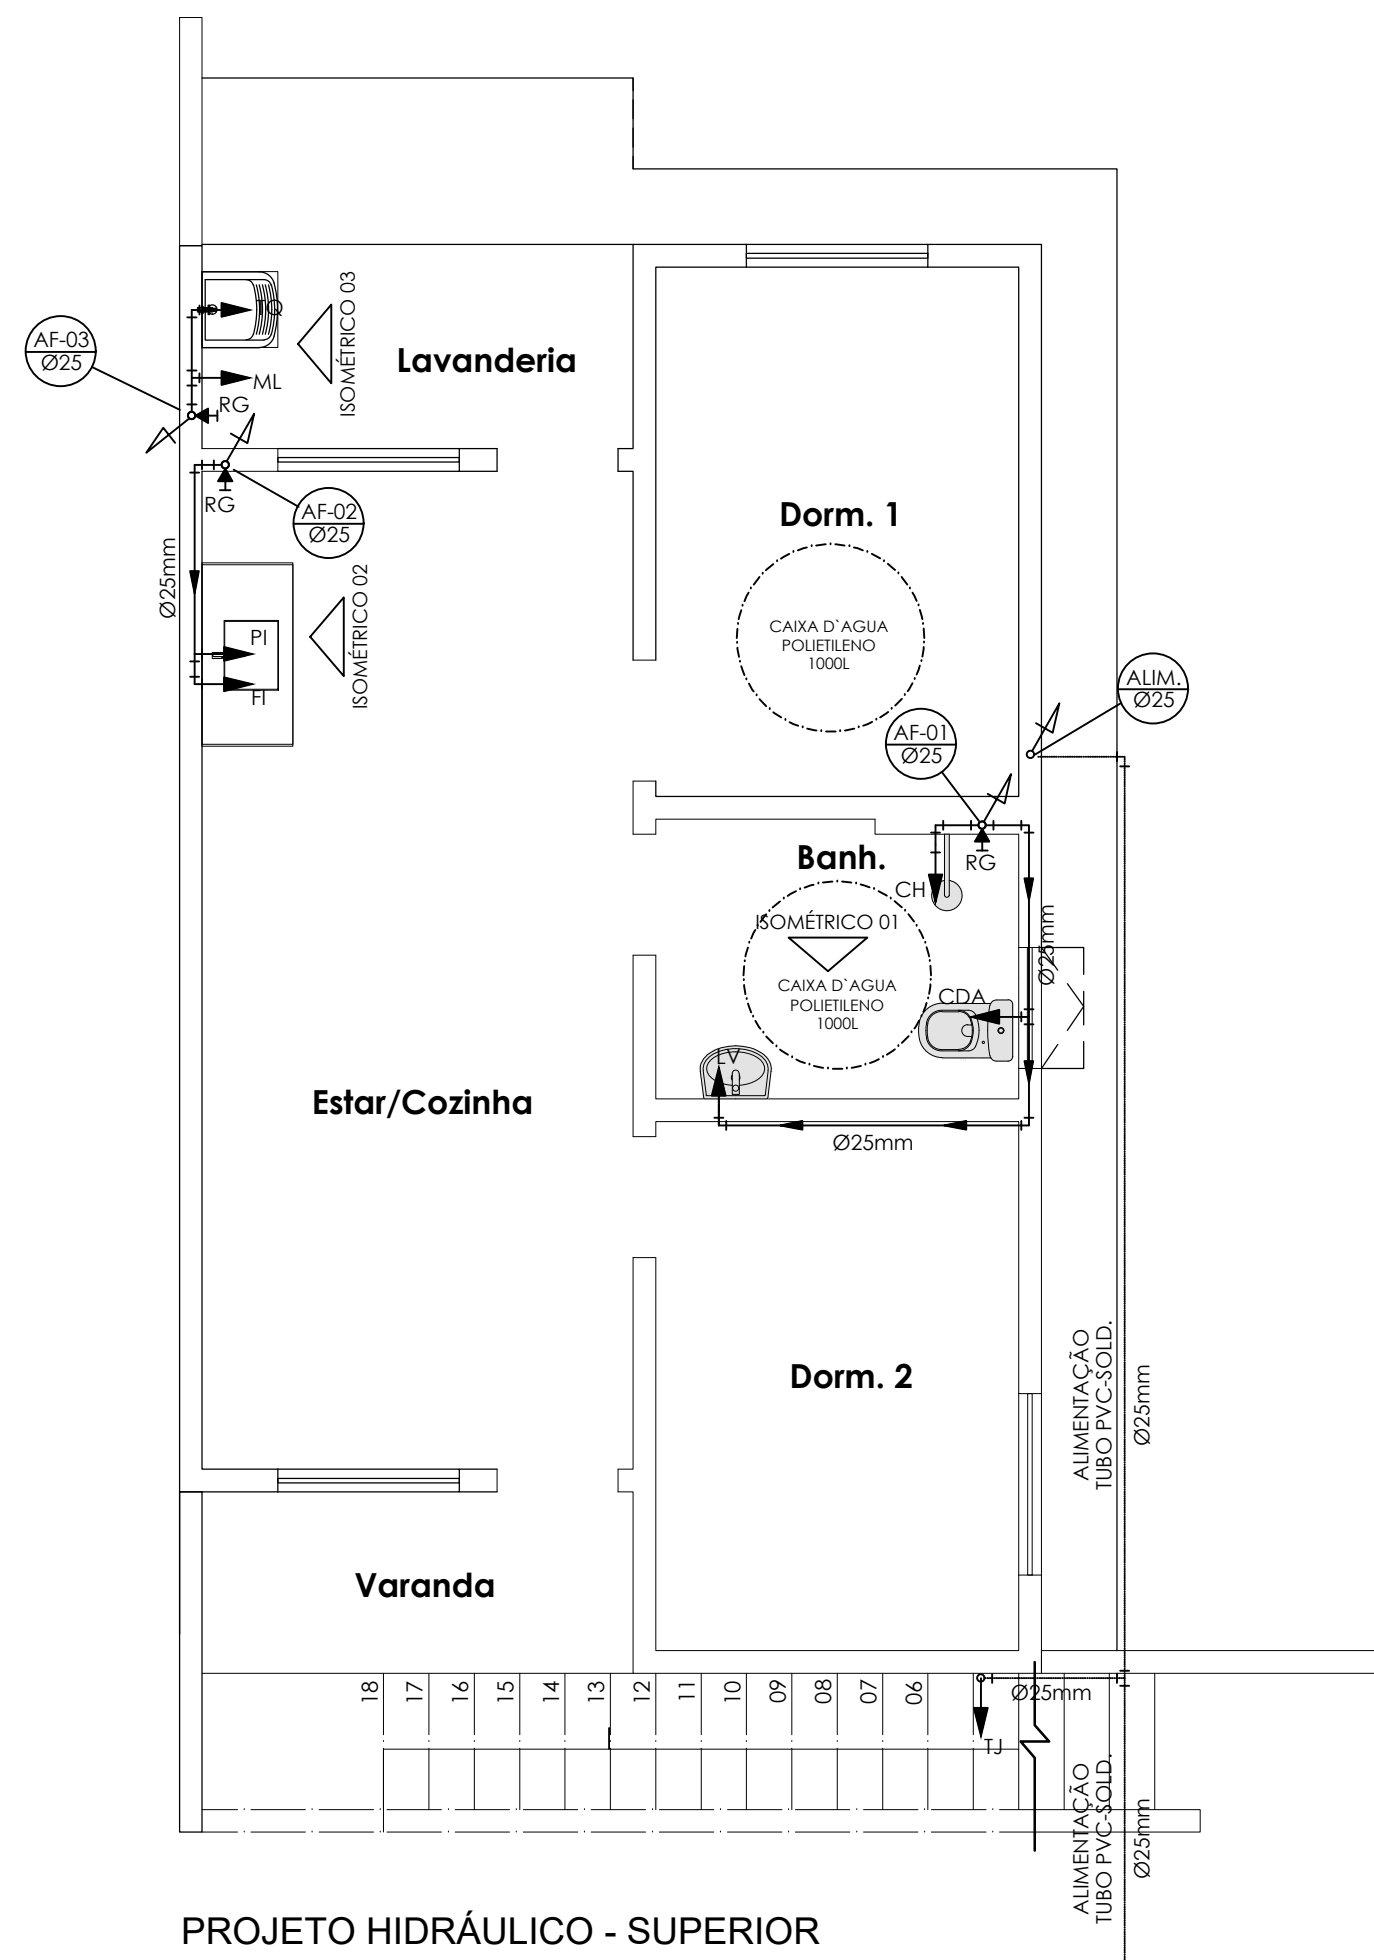 TQ
ISOMÉTRICO 03
AF-03
Ø25
Lavanderia
ML
RG
RG
AF-02
Ø25
Dorm. 1
Ø25mm
ISOMÉTRICO 02
PI
FI
CAIXA D`AGUA
POLIETILENO
1000L
ALIM.
Ø25
AF-01
Ø25
Banh.
RG
CH
ISOMÉTRICO 01
Ø25mm
CAIXA D`AGUA
POLIETILENO
1000L
CDA
LV
Estar/Cozinha
Ø25mm
Dorm. 2
ALIMENTAÇÃO
TUBO PVC-SOLD.
Ø25mm
Varanda
18
17
16
15
14
13
12
11
10
09
08
07
06
Ø25mm
TJ
ALIMENTAÇÃO
TUBO PVC-SOLD.
Ø25mm
PROJETO HIDRÁULICO - SUPERIOR